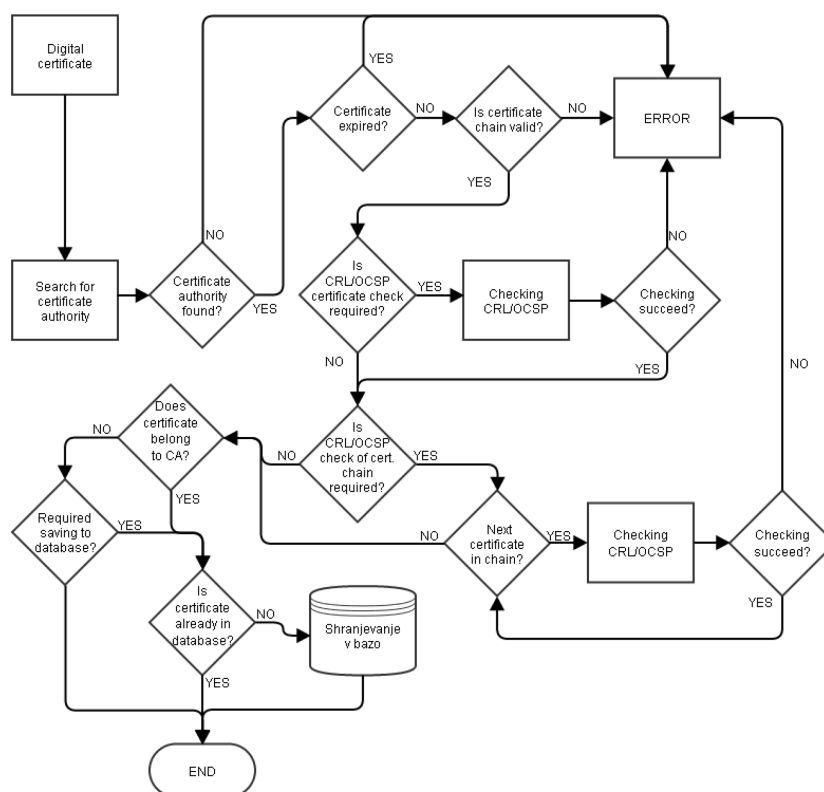 Digital
certificate
YES
Certificate
expired?
NO
Is certificate
chain valid?
NO
ERROR
YES
NO
Search for
certificate
authority
Certificate
authority
found?
YES
Is
CRL/OCSP
certificate check
required?
YES
Checking
CRL/OCSP
Checking
succeed?
NO
NO
YES
NO
Does
certificate
belong
to CA?
NO
YES
Is
CRL/OCSP
check of cert.
chain
required?
NO
YES
Required
saving to
database?
YES
NO
Next
certificate
in chain?
YES
Checking
CRL/OCSP
Checking
succeed?
YES
Is
certificate
already in
database?
NO
YES
Shranjevanje
v bazo
END